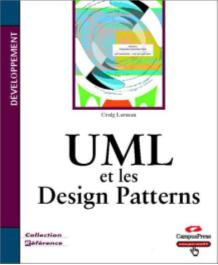 DÉVELOPPEMENT
Craig Larman
UML
et les
Design Patterns
Collection
Référence
CampusPress